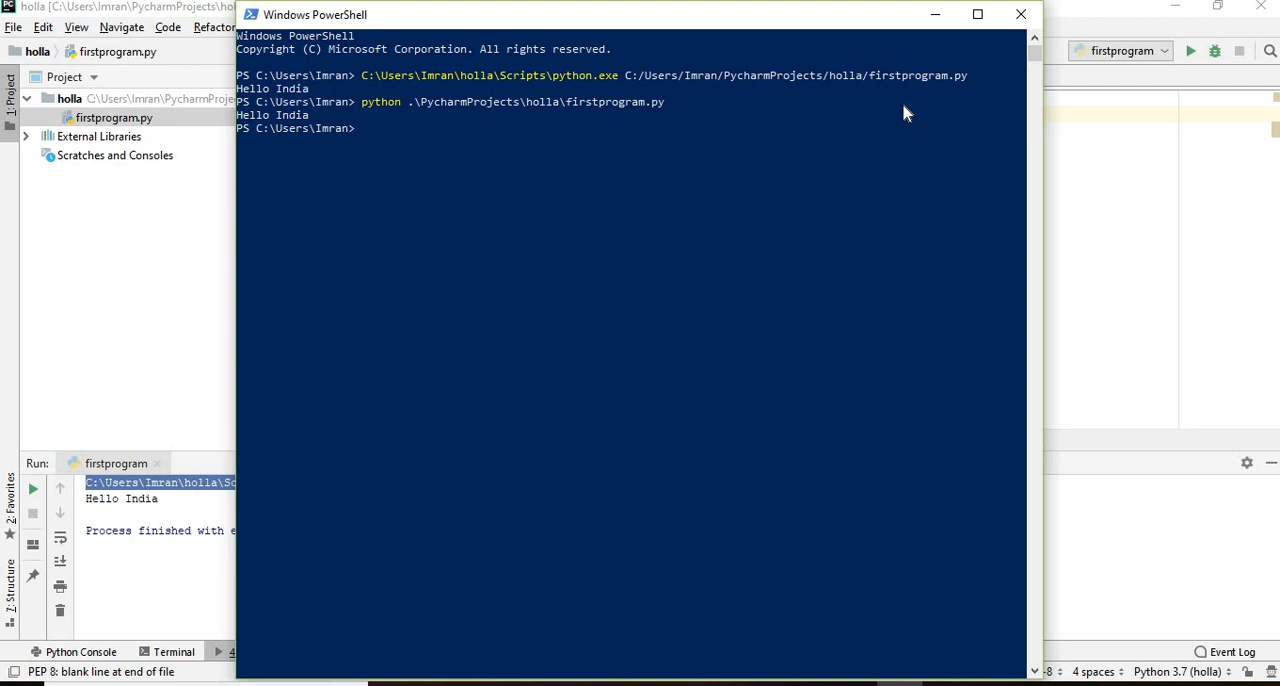 PC holla [C:\Users\Imran\PycharmProjects\hol
File Edit View Navigate Code Refactor
holla firstprogram.py
Project
holla C:\Users\Imran\PycharmProje
firstprogram.py
External Libraries
Scratches and Consoles
1: Project
2: Favorites
7: Structure
Windows PowerShell
Windows PowerShell
Copyright (C) Microsoft Corporation. All rights reserved.
PS C:\Users\Imran> C:\Users\Imran\holla\Scripts\python.exe C:/Users/Imran/PycharmProjects/holla/firstprogram.py
Hello India
PS C:\Users\Imran> python .\PycharmProjects\holla\firstprogram.py
Hello India
PS C:\Users\Imran>
firstprogram
Run: firstprogram
C:\Users\Imran\holla\Sc
Hello India
Process finished with e
Python Console Terminal 4
Event Log
PEP 8: blank line at end of file
-8 4 spaces Python 3.7 (holla)